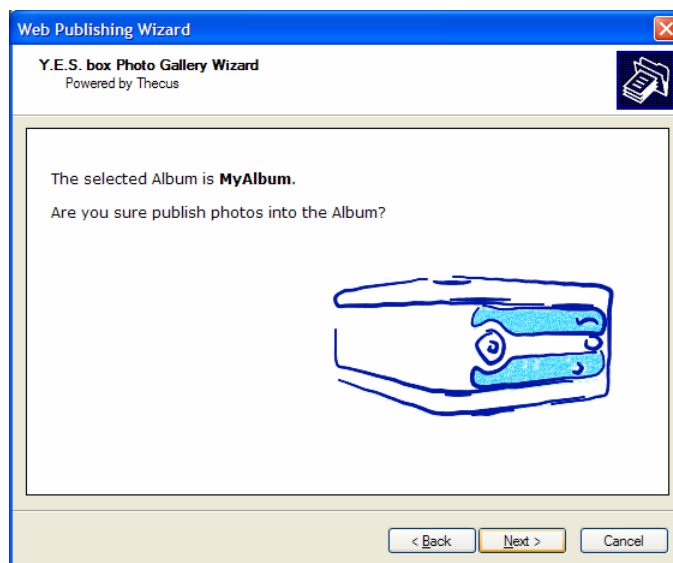 Web Publishing Wizard
Y.E.S. box Photo Gallery Wizard
Powered by Thecus
The selected Album is MyAlbum.
Are you sure publish photos into the Album?
< Back
Next >
Cancel